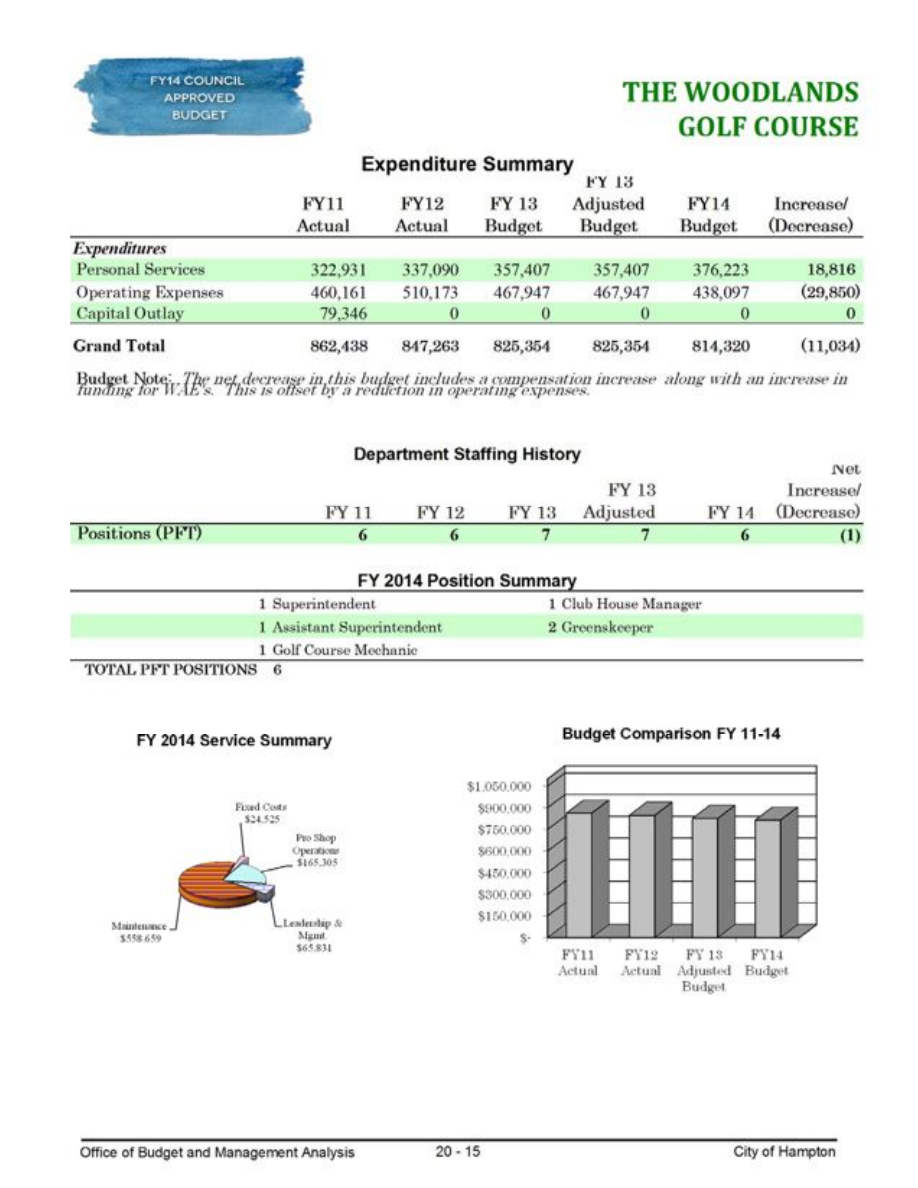 FY14 COUNCIL
APPROVED
BUDGET
THE WOODLANDS
GOLF COURSE
Expenditure Summary
FY11 Actual FY12 Actual FY 13 Budget FY 13 Adjusted Budget FY14 Budget Increase/ (Decrease)
Expenditures
Personal Services 322,931 337,090 357,407 357,407 376,223 18,816
Operating Expenses 460,161 510,173 467,947 467,947 438,097 (29,850)
Capital Outlay 79,346 0 0 0 0 0
Grand Total 862,438 847,263 825,354 825,354 814,320 (11,034)
Budget Note: The net decrease in this budget includes a compensation increase along with an increase in
funding for WAE's. This is offset by a reduction in operating expenses.
Department Staffing History
FY 11 FY 12 FY 13 FY 13 Adjusted FY 14 Net Increase/ (Decrease)
Positions (PFT) 6 6 7 7 6 (1)
FY 2014 Position Summary
1 Superintendent 1 Club House Manager
1 Assistant Superintendent 2 Greenskeeper
1 Golf Course Mechanic
TOTAL PFT POSITIONS 6
FY 2014 Service Summary
Fixed Costs
$24,525
Pro Shop
Operations
$165,305
Leadership &
Mgmt.
$65,831
Maintenance
$558,659
Budget Comparison FY 11-14
$1,050,000
$900,000
$750,000
$600,000
$450,000
$300,000
$150,000
$-
FY11 Actual FY12 Actual FY 13 Adjusted Budget FY14 Budget
Office of Budget and Management Analysis 20 - 15 City of Hampton